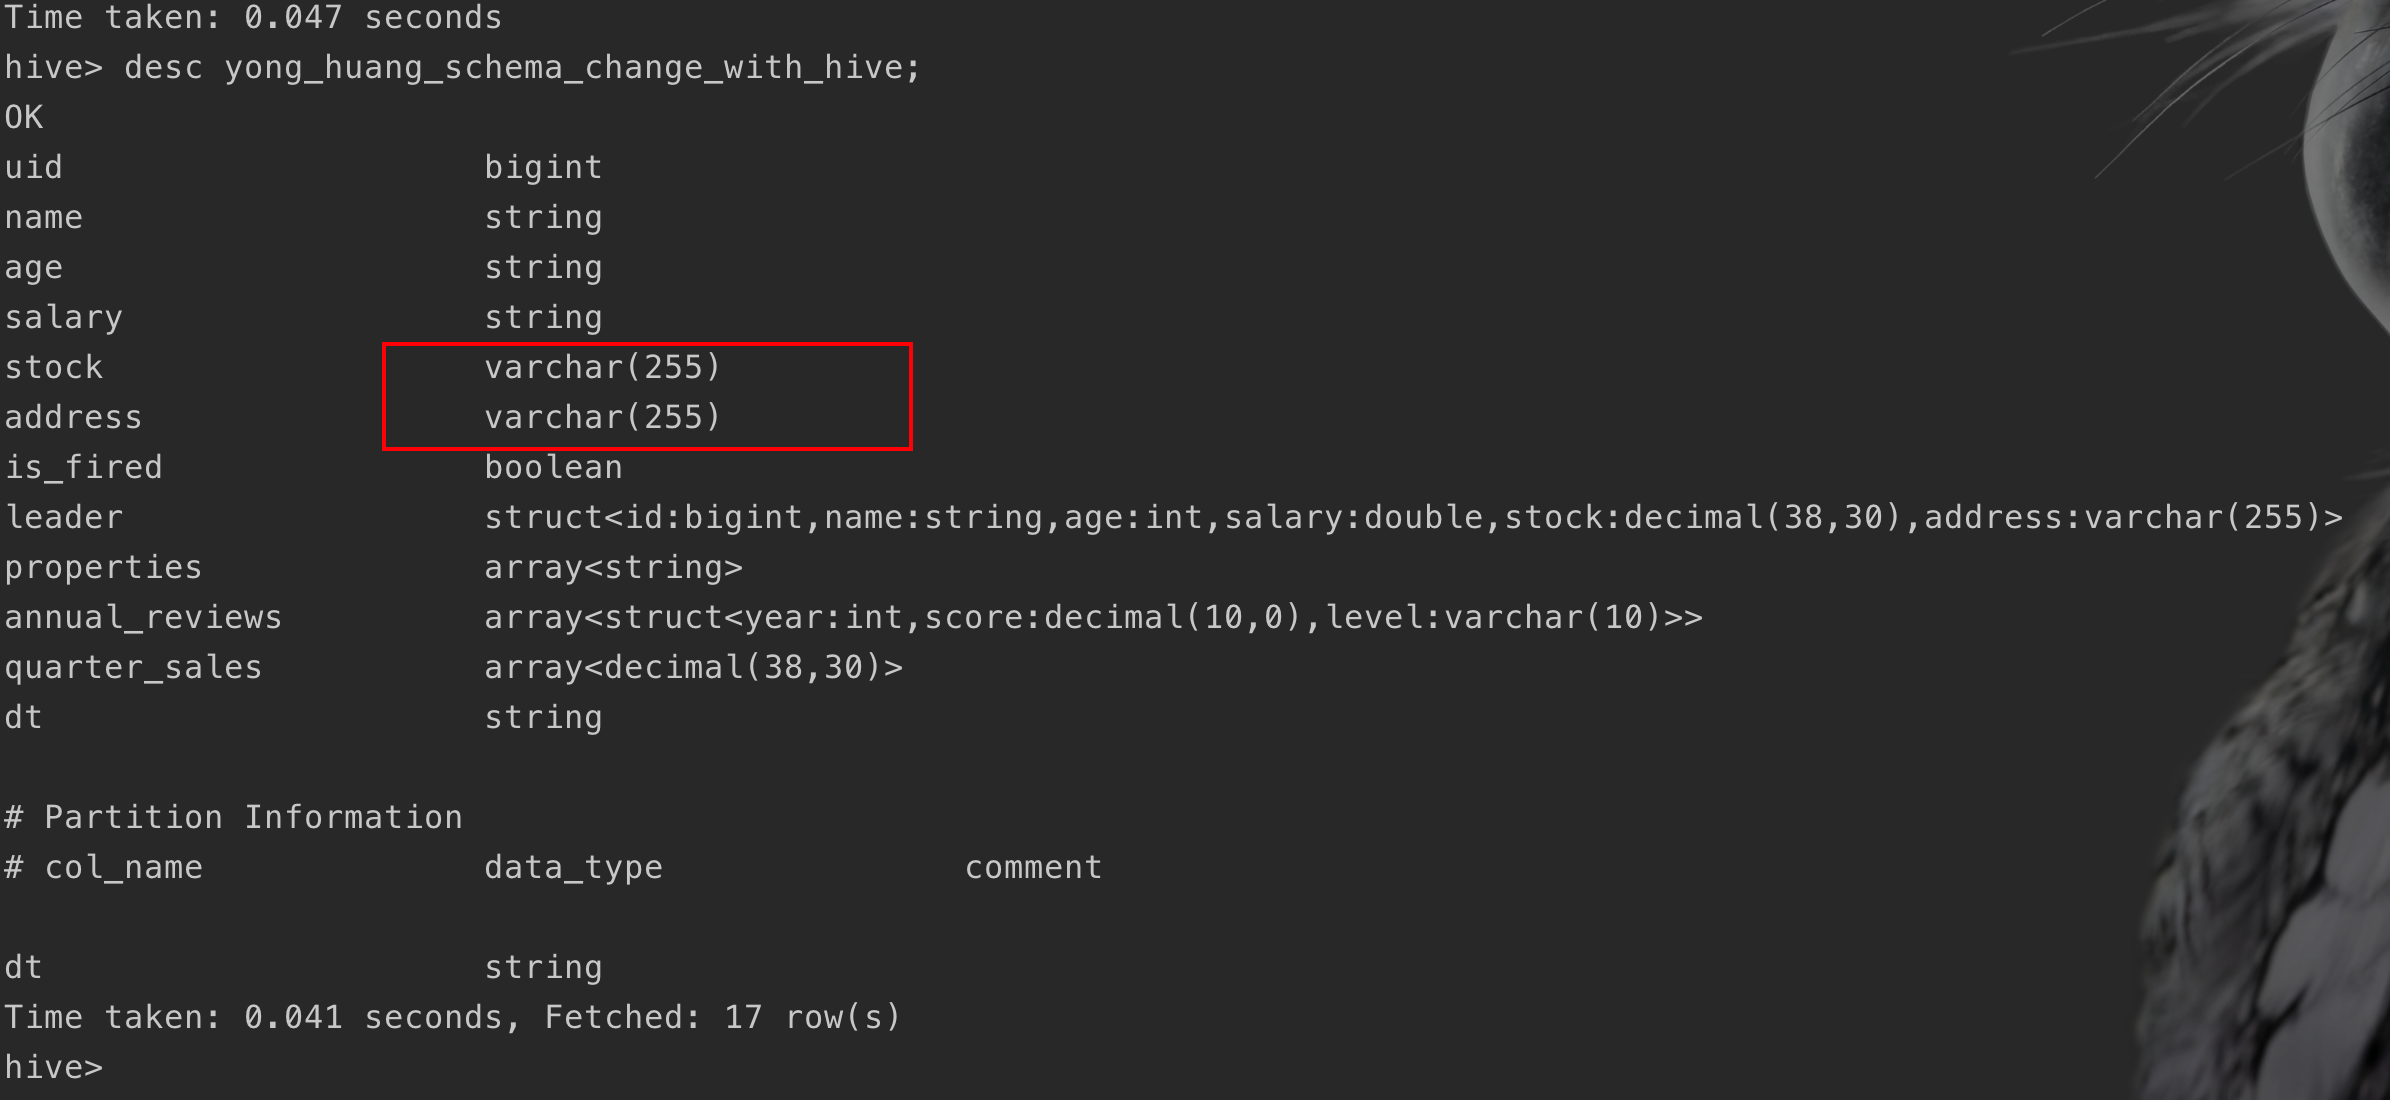 Time taken: 0.047 seconds
hive> desc yong_huang_schema_change_with_hive;
OK
uid                     bigint
name                    string
age                     string
salary                  string
stock                   varchar(255)
address                 varchar(255)
is_fired                boolean
leader                  struct<id:bigint,name:string,age:int,salary:double,stock:decimal(38,30),address:varchar(255)>
properties              array<string>
annual_reviews          array<struct<year:int,score:decimal(10,0),level:varchar(10)>>
quarter_sales           array<decimal(38,30)>
dt                      string
# Partition Information
# col_name              data_type               comment
dt                      string
Time taken: 0.041 seconds, Fetched: 17 row(s)
hive>